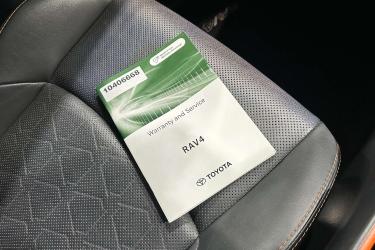 10406668
Warranty and Service
RAV4
TOYOTA